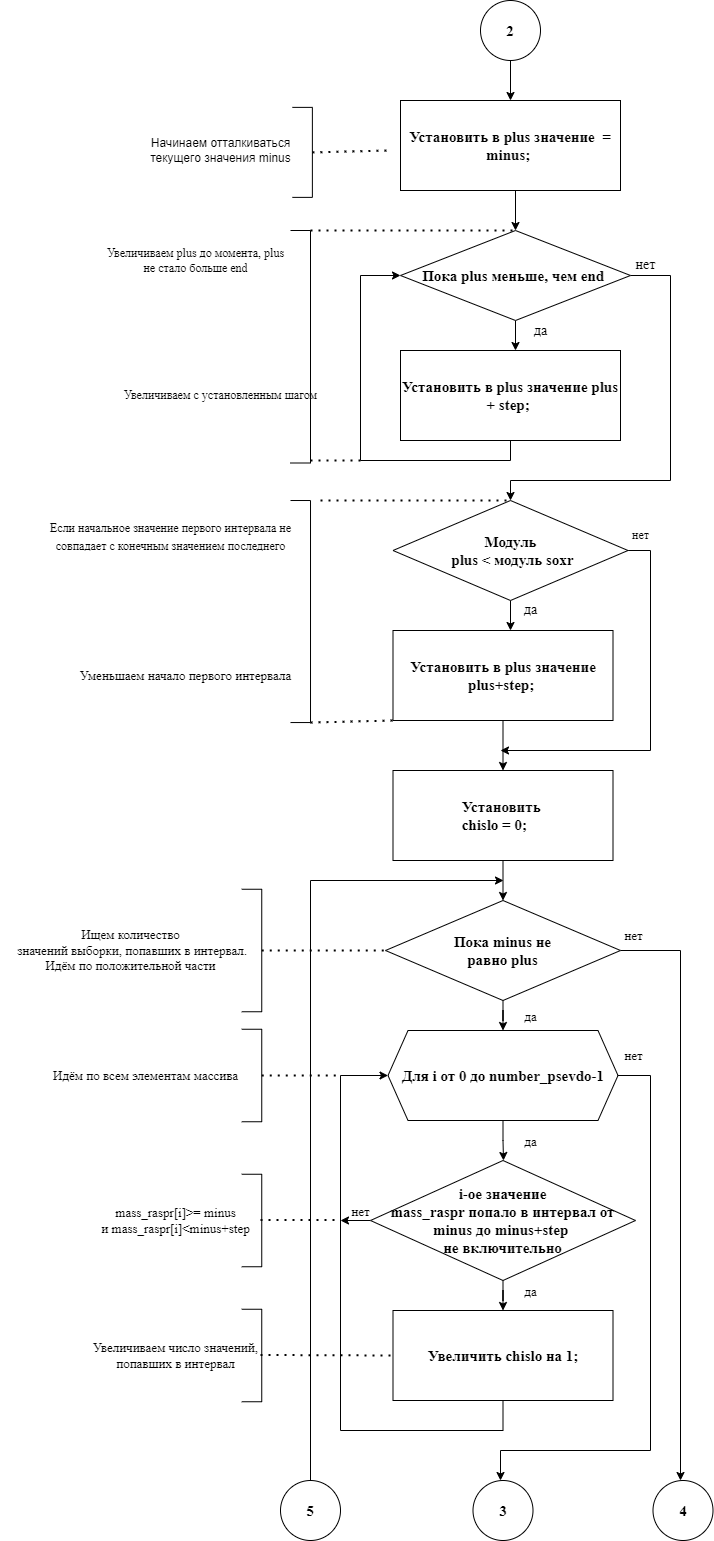 2
Установить в plus значение =
minus;
Начинаем отталкиваться
текущего значения minus
Увеличиваем plus до момента, plus
не стало больше end
Пока plus меньше, чем end
нет
да
Установить в plus значение plus
+ step;
Увеличиваем с установленным шагом
Если начальное значение первого интервала не
совпадает с конечным значением последнего
Модуль
plus < модуль soxr
нет
да
Установить в plus значение
plus+step;
Уменьшаем начало первого интервала
Установить
chislo = 0;
Ищем количество
значений выборки, попавших в интервал.
Идём по положительной части
Пока minus не
равно plus
нет
да
Идём по всем элементам массива
Для i от 0 до number_psevdo-1
нет
да
mass_raspr[i]>= minus
и mass_raspr[i]<minus+step
нет
i-ое значение
mass_raspr попало в интервал от
minus до minus+step
не включительно
да
Увеличиваем число значений,
попавших в интервал
Увеличить chislo на 1;
5
3
4